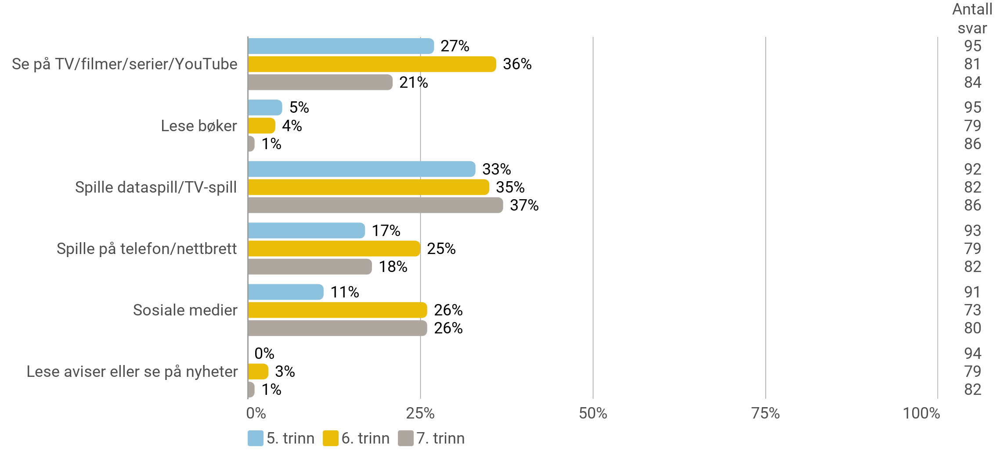 Antall
svar
27% 95
Se på TV/filmer/serier/YouTube 36% 81
21% 84
5% 95
Lese bøker 4% 79
1% 86
33% 92
Spille dataspill/TV-spill 35% 82
37% 86
17% 93
Spille på telefon/nettbrett 25% 79
18% 82
11% 91
Sosiale medier 26% 73
26% 80
0% 94
Lese aviser eller se på nyheter 3% 79
1% 82
0% 25% 50% 75% 100%
5. trinn 6. trinn 7. trinn